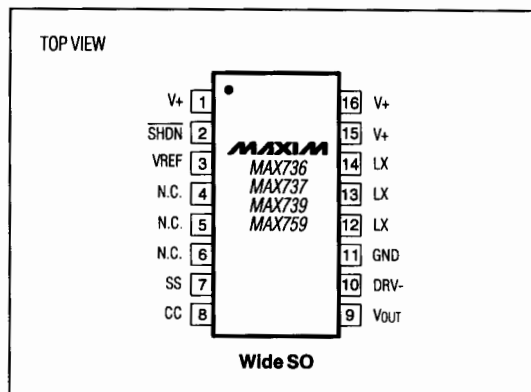 TOP VIEW
V+ 1 16 V+
SHDN 2 15 V+
VREF 3 14 LX
N.C. 4 13 LX
N.C. 5 12 LX
N.C. 6 11 GND
SS 7 10 DRV-
CC 8 9 VOUT
MAXIM
MAX736
MAX737
MAX739
MAX759
Wide SO